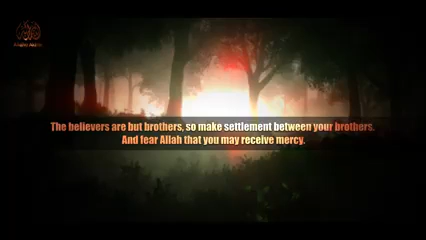 The believers are but brothers, so make settlement between your brothers.
And fear Allah that you may receive mercy.